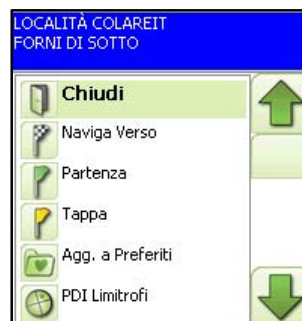 LOCALITÀ COLAREIT
FORNI DI SOTTO
Chiudi
Naviga Verso
Partenza
Tappa
Agg. a Preferiti
PDI Limitrofi